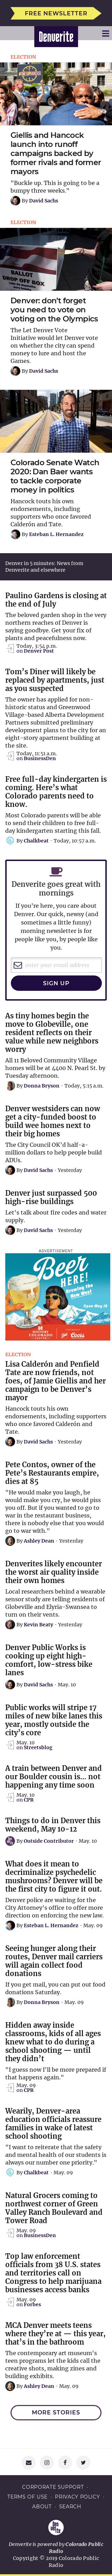 FREE NEWSLETTER
Denverite
ELECTION
Giellis and Hancock
launch into runoff
campaigns backed by
former rivals and former
mayors
"Buckle up. This is going to be a
bumpy three weeks."
By David Sachs
ELECTION
BALLOT
DROP OFF BOX
Denver: don't forget
you need to vote on
voting on the Olympics
The Let Denver Vote
Initiative would let Denver vote
on whether the city can spend
money to lure and host the
Games.
By David Sachs
Colorado Senate Watch
2020: Dan Baer wants
to tackle corporate
money in politics
Hancock touts his own
endorsements, including
supporters who once favored
Calderón and Tate.
By Esteban L. Hernandez
Denver in 5 minutes: News from
Denverite and elsewhere
Paulino Gardens is closing at
the end of July
The beloved garden shop in the very
north reaches north of Denver is
saying goodbye. Get your fix of
plants and peacefulness now.
Today, 3:54 p.m.
on Denver Post
Tom's Diner will likely be
replaced by apartments, just
as you suspected
The owner has applied for non-
historic status and a Greenwood
Village-based Alberta Development
Partners submitted preliminary
development plans to the city for an
eight-story apartment building at
the site.
Today, 11:51 a.m.
on BusinessDen
Free full-day kindergarten is
coming. Here's what
Colorado parents need to
know.
Most Colorado parents will be able
to send their children to free full-
day kindergarten starting this fall.
By Chalkbeat · Today, 10:57 a.m.
Denverite goes great with
mornings
If you're here, you care about
Denver. Our quick, newsy (and
sometimes a little funny)
morning newsletter is for
people like you, by people like
you.
enter your email address
SIGN UP
As tiny homes begin the
move to Globeville, one
resident reflects on their
value while new worry
All 11 Beloved Community Village
homes will be at 4400 N. Pearl St. by
Tuesday afternoon.
By Donna Bryson · Today, 5:15 a.m.
Denver westsiders can now
get a city-funded boost to
build wee homes next to
their big homes
The City Council OK'd half-a-
million dollars to help people build
ADUs.
By David Sachs · Yesterday
Denver just surpassed 500
high-rise buildings
Let's talk about fire codes and water
supply.
By David Sachs · Yesterday
ADVERTISEMENT
BEER
HERE!
Coors
ELECTION
Lisa Calderón and Penfield
Tate are now friends, not
foes, of Jamie Giellis and her
campaign to be Denver's
mayor
Hancock touts his own
endorsements, including supporters
who once favored Calderón and
Tate.
By David Sachs · Yesterday
Pete Contos, owner of the
Pete's Restaurants empire,
dies at 85
"He would make you laugh, he
would make you cry, he would piss
you off. But if you wanted to go to
war in the restaurant business,
there is nobody else that you would
go to war with."
By Ashley Dean · Yesterday
Denverites likely encounter
the worst air quality inside
their own homes
Local researchers behind a wearable
sensor study are telling residents of
Globeville and Elyria-Swansea to
turn on their vents.
By Kevin Beaty · Yesterday
Denver Public Works is
cooking up eight high-
comfort, low-stress bike
lanes
By David Sachs · May. 10
Public works will stripe 17
miles of new bike lanes this
year, mostly outside the
city's core
May. 10
on Streetsblog
A train between Denver and
our Boulder cousin is... not
happening any time soon
May. 10
on CPR
Things to do in Denver this
weekend, May 10-12
By Outside Contributor · May. 10
What does it mean to
decriminalize psychedelic
mushrooms? Denver will be
the first city to figure it out.
Denver police are waiting for the
City Attorney's office to offer some
direction on enforcing the new law.
By Esteban L. Hernandez · May. 09
Seeing hunger along their
routes, Denver mail carriers
will again collect food
donations
If you get mail, you can put out food
donations Saturday.
By Donna Bryson · May. 09
Hidden away inside
classrooms, kids of all ages
knew what to do during a
school shooting — until
they didn't
"I guess now I'll be more prepared if
that happens again."
May. 09
on CPR
Wearily, Denver-area
education officials reassure
families in wake of latest
school shooting
"I want to reiterate that the safety
and mental health of our students is
always our number one priority."
By Chalkbeat · May. 09
Natural Grocers coming to
northwest corner of Green
Valley Ranch Boulevard and
Tower Road
May. 09
on BusinessDen
Top law enforcement
officials from 38 U.S. states
and territories call on
Congress to help marijuana
businesses access banks
May. 09
on Forbes
MCA Denver meets teens
where they're at — this year,
that's in the bathroom
The contemporary art museum's
teen programs let the kids do the
creative stuff, making zines and
building exhibits.
By Ashley Dean · May. 09
MORE STORIES
COLORADO SUPPORT ·
TERMS OF USE · PRIVACY POLICY ·
ABOUT · SEARCH
Denverite is powered by Colorado Public
Radio
Copyright © 2019 Colorado Public
Radio